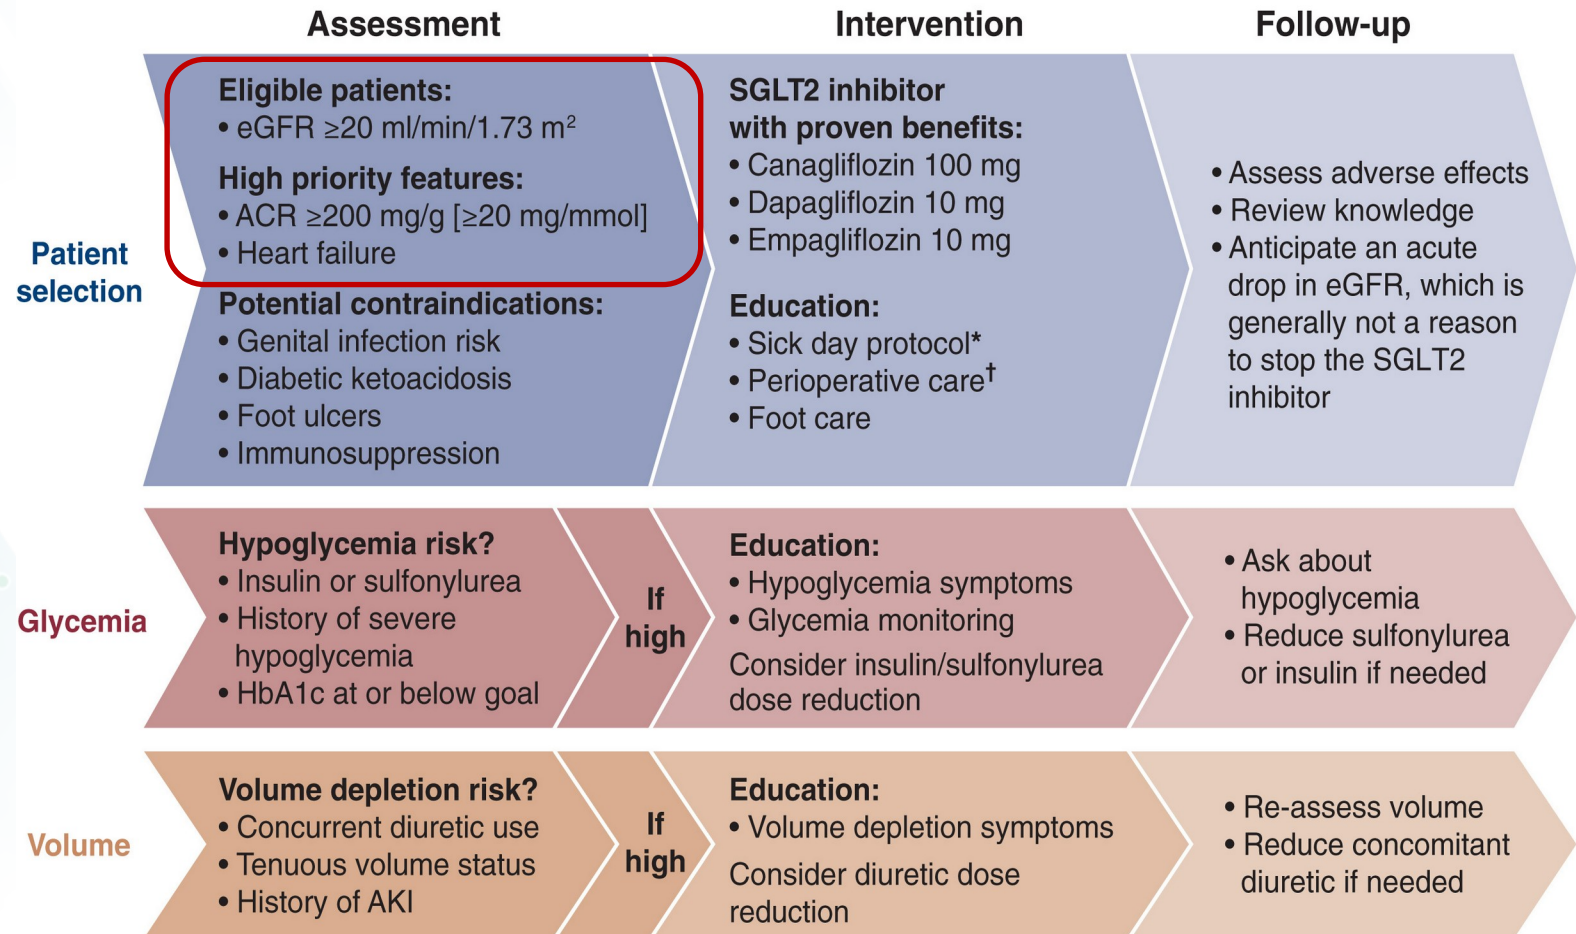 Assessment
Intervention
Follow-up
Patient
selection
Eligible patients:
• eGFR ≥20 ml/min/1.73 m²
High priority features:
• ACR ≥200 mg/g [≥20 mg/mmol]
• Heart failure
Potential contraindications:
• Genital infection risk
• Diabetic ketoacidosis
• Foot ulcers
• Immunosuppression
SGLT2 inhibitor
with proven benefits:
• Canagliflozin 100 mg
• Dapagliflozin 10 mg
• Empagliflozin 10 mg
Education:
• Sick day protocol*
• Perioperative care†
• Foot care
• Assess adverse effects
• Review knowledge
• Anticipate an acute
drop in eGFR, which is
generally not a reason
to stop the SGLT2
inhibitor
Glycemia
Hypoglycemia risk?
• Insulin or sulfonylurea
• History of severe
hypoglycemia
• HbA1c at or below goal
If
high
Education:
• Hypoglycemia symptoms
• Glycemia monitoring
Consider insulin/sulfonylurea
dose reduction
• Ask about
hypoglycemia
• Reduce sulfonylurea
or insulin if needed
Volume
Volume depletion risk?
• Concurrent diuretic use
• Tenuous volume status
• History of AKI
If
high
Education:
• Volume depletion symptoms
Consider diuretic dose
reduction
• Re-assess volume
• Reduce concomitant
diuretic if needed